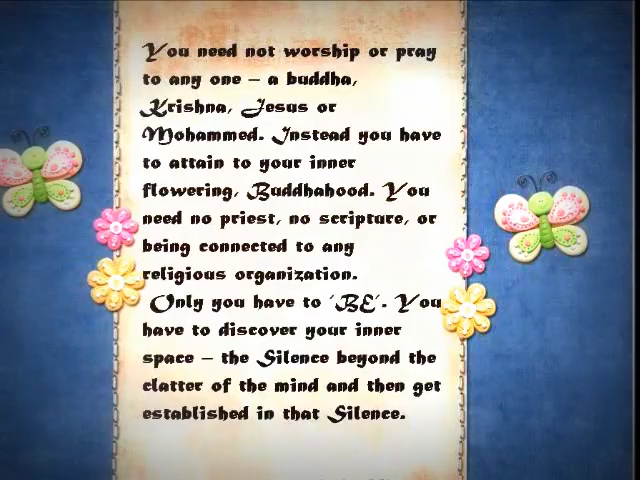 You need not worship or pray
to any one – a buddha,
Krishna, Jesus or
Mohammed. Instead you have
to attain to your inner
flowering, Buddhahood. You
need no priest, no scripture, or
being connected to any
religious organization.
Only you have to 'BE'. You
have to discover your inner
space – the Silence beyond the
clatter of the mind and then get
established in that Silence.